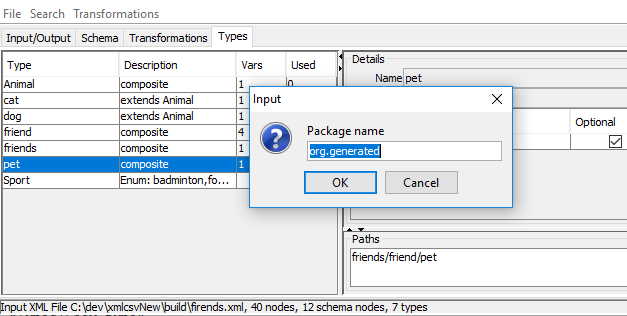 File Search Transformations
Input/Output Schema Transformations Types
Type Description Vars Used
Animal composite 1 0
cat extends Animal 1
dog extends Animal 1
friend composite 4
friends composite 1
pet composite 1
Sport Enum: badminton,fo...
Details
Name pet
Optional
Input
Package name
org.generated
OK Cancel
Paths
friends/friend/pet
Input XML File C:\dev\xmlcsvNew\build\firends.xml, 40 nodes, 12 schema nodes, 7 types